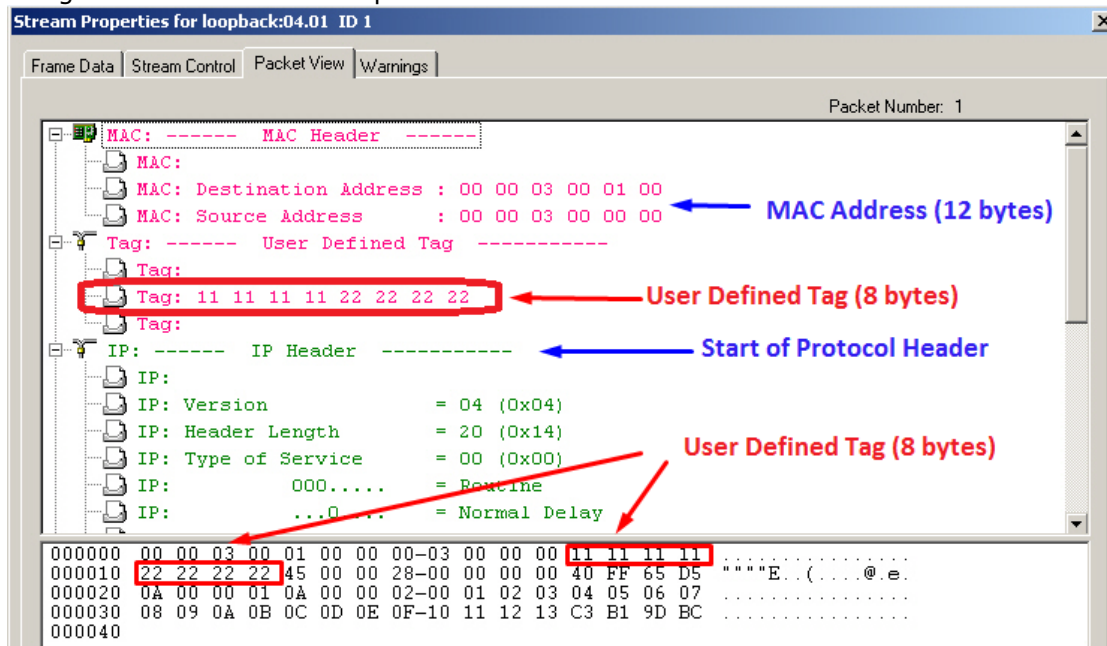 Stream Properties for loopback:04.01 ID 1
Frame Data Stream Control Packet View Warnings
Packet Number: 1
MAC: ------ MAC Header ------
MAC:
MAC: Destination Address : 00 00 03 00 01 00
MAC: Source Address : 00 00 03 00 00 00
MAC Address (12 bytes)
Tag: ------ User Defined Tag -----------
Tag:
Tag: 11 11 11 11 22 22 22 22
User Defined Tag (8 bytes)
Tag:
IP: ------ IP Header -----------
Start of Protocol Header
IP:
IP: Version = 04 (0x04)
IP: Header Length = 20 (0x14)
User Defined Tag (8 bytes)
IP: Type of Service = 00 (0x00)
IP: 000..... = Routine
IP: ...0.... = Normal Delay
000000 00 00 03 00 01 00 00 00-03 00 00 00 11 11 11 11 ................
000010 22 22 22 22 45 00 00 28-00 00 00 00 40 FF 65 D5 """"E..(....@.e.
000020 0A 00 00 01 0A 00 00 02-00 01 02 03 04 05 06 07 ................
000030 08 09 0A 0B 0C 0D 0E 0F-10 11 12 13 C3 B1 9D BC ................
000040